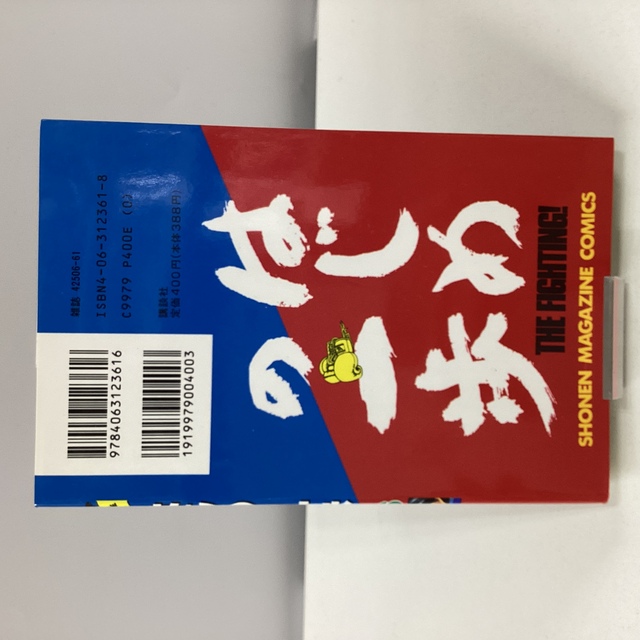 はじめ
の一歩
THE FIGHTING!
SHONEN MAGAZINE COMICS
雑誌 42506-61
ISBN4-06-312361-8
C9979 P400E (0)
講談社
定価400円(本体388円)
9784063123616
1919979004003